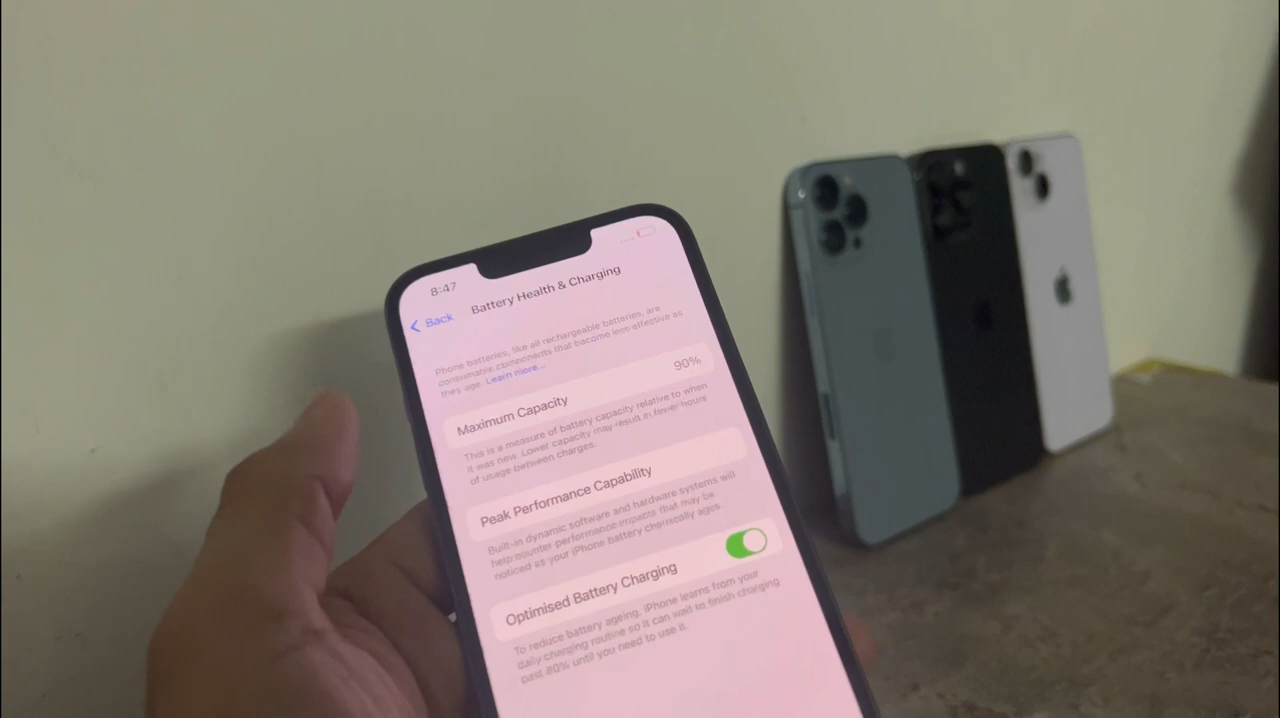 8:47
Back
Battery Health & Charging
Phone batteries, like all rechargeable batteries, are
consumable components that become less effective as
they age. Learn more...
Maximum Capacity
90%
This is a measure of battery capacity relative to when
it was new. Lower capacity may result in fewer hours
of usage between charges.
Peak Performance Capability
Built-in dynamic software and hardware systems will
help counter performance impacts that may be
noticed as your iPhone battery chemically ages.
Optimised Battery Charging
To reduce battery ageing, iPhone learns from your
daily charging routine so it can wait to finish charging
past 80% until you need to use it.